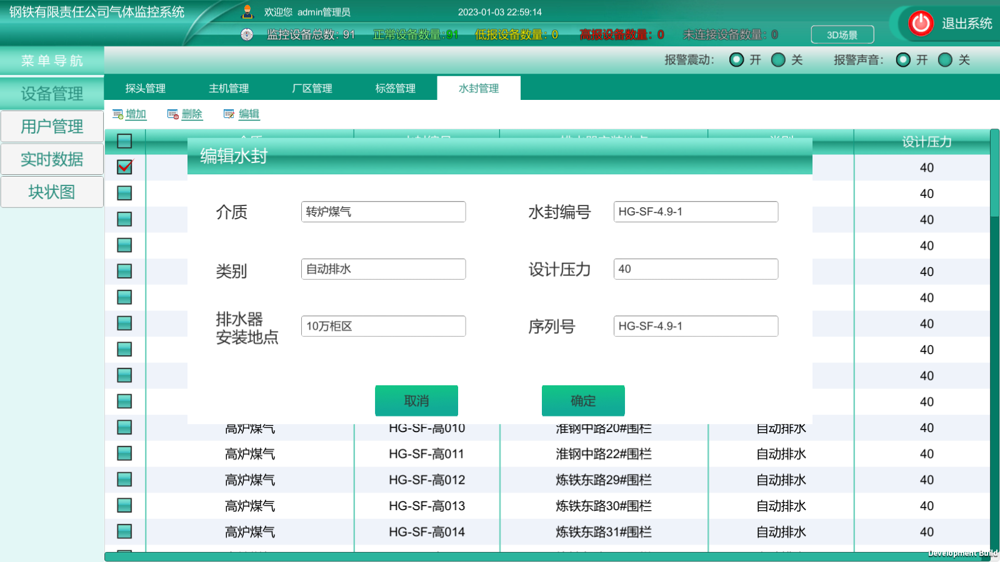 钢铁有限责任公司气体监控系统
欢迎您 admin管理员
2023-01-03 22:59:14
监控设备总数: 91
正常设备数量:91
低报设备数量: 0
高报设备数量: 0
未连接设备数量: 0
3D场景
退出系统
菜单导航
报警震动: 开 关
报警声音: 开 关
设备管理
用户管理
实时数据
块状图
探头管理 主机管理 厂区管理 标签管理 水封管理
增加 删除 编辑
介质 水封编号 排水器安装地点 类别 设计压力
编辑水封
介质 转炉煤气
水封编号 HG-SF-4.9-1
类别 自动排水
设计压力 40
排水器
安装地点 10万柜区
序列号 HG-SF-4.9-1
取消 确定
40
40
40
40
40
40
40
40
40
40
高炉煤气 HG-SF-高010 淮钢中路20#围栏 自动排水 40
高炉煤气 HG-SF-高011 淮钢中路22#围栏 自动排水 40
高炉煤气 HG-SF-高012 炼铁东路29#围栏 自动排水 40
高炉煤气 HG-SF-高013 炼铁东路30#围栏 自动排水 40
高炉煤气 HG-SF-高014 炼铁东路31#围栏 自动排水 40
Development Build